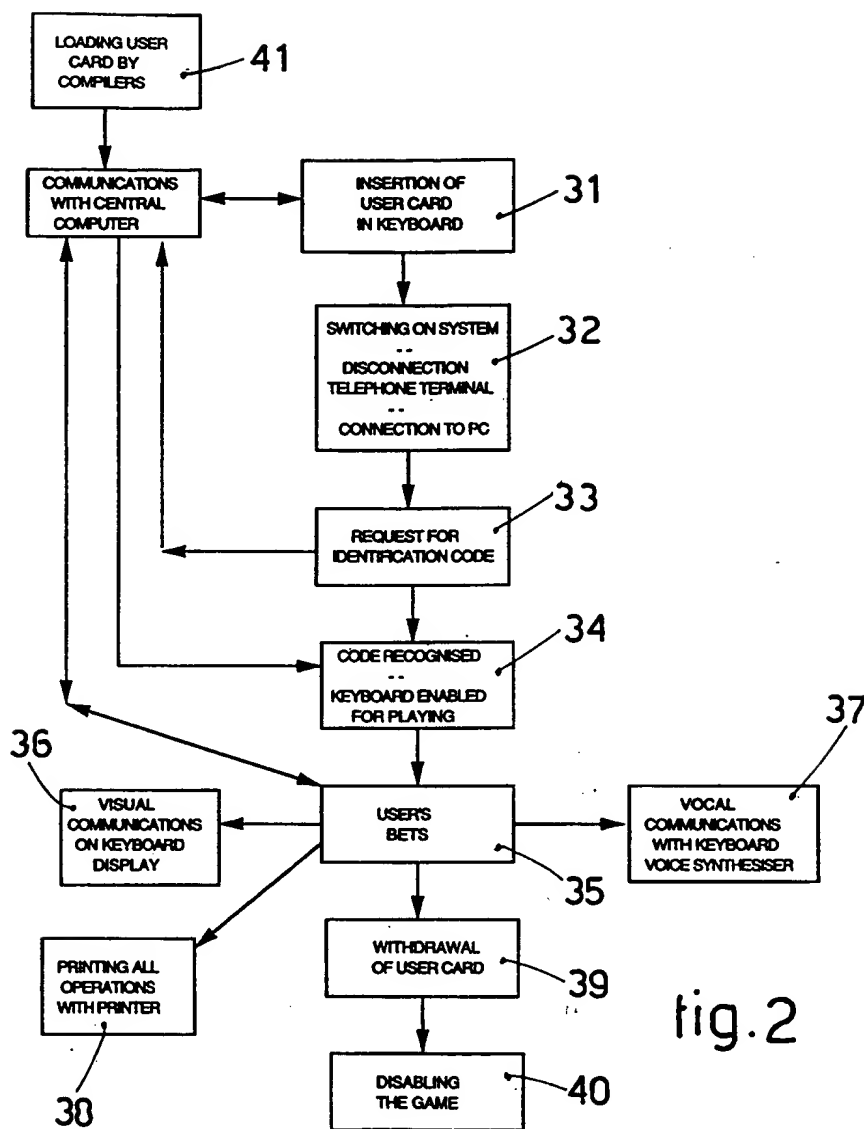 LOADING USER
CARD BY
COMPILERS
41
COMMUNICATIONS
WITH CENTRAL
COMPUTER
INSERTION OF
USER CARD
IN KEYBOARD
31
SWITCHING ON SYSTEM
--
DISCONNECTION
TELEPHONE TERMINAL
--
CONNECTION TO PC
32
REQUEST FOR
IDENTIFICATION CODE
33
CODE RECOGNISED
--
KEYBOARD ENABLED
FOR PLAYING
34
36
VISUAL
COMMUNICATIONS
ON KEYBOARD
DISPLAY
USER'S
BETS
35
37
VOCAL
COMMUNICATIONS
WITH KEYBOARD
VOICE SYNTHESISER
PRINTING ALL
OPERATIONS
WITH PRINTER
38
WITHDRAWAL
OF USER CARD
39
DISABLING
THE GAME
40
fig.2